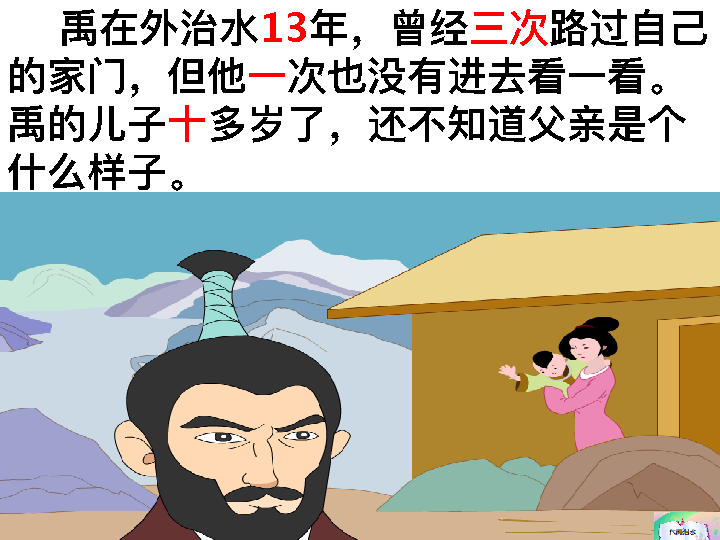 禹在外治水13年，曾经三次路过自己
的家门，但他一次也没有进去看一看。
禹的儿子十多岁了，还不知道父亲是个
什么样子。